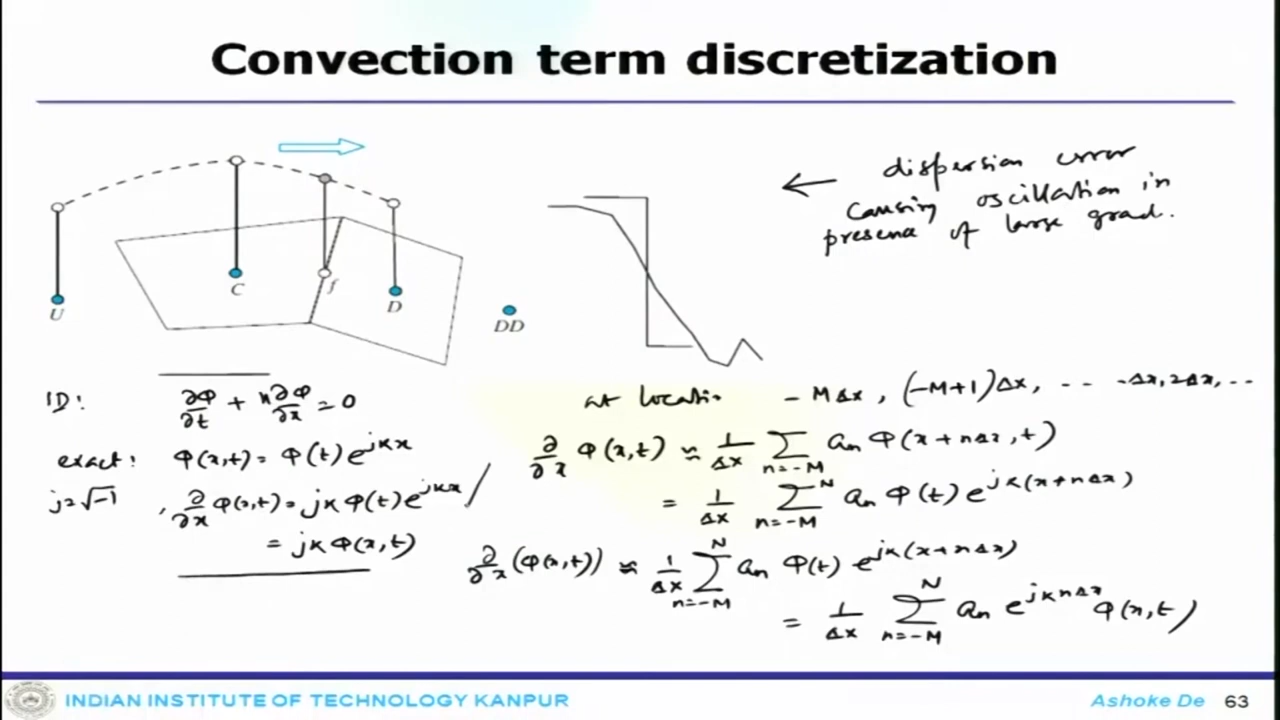 Convection term discretization
dispersion error
causing oscillation in
presence of large grad.
U
C
f
D
DD
1D:
∂φ/∂t + u∂φ/∂x = 0
exact: φ(x,t) = φ(t)e^{jκx}
j=√-1 , ∂/∂x φ(x,t) = jκ φ(t)e^{jκx}
= jκ φ(x,t)
at locatio - MΔx , (-M+1)Δx, -- -Δx, 2Δx, ...
∂/∂x φ(x,t) ≈ 1/Δx Σ_{n=-M} a_n φ(x+nΔx, t)
= 1/Δx Σ_{n=-M}^{N} a_n φ(t) e^{jκ(x+nΔx)}
∂/∂x (φ(x,t)) ≈ 1/Δx Σ_{n=-M}^{N} a_n φ(t) e^{jκ(x+nΔx)}
= 1/Δx Σ_{n=-M}^{N} a_n e^{jκnΔx} φ(x,t)
INDIAN INSTITUTE OF TECHNOLOGY KANPUR
Ashoke De 63